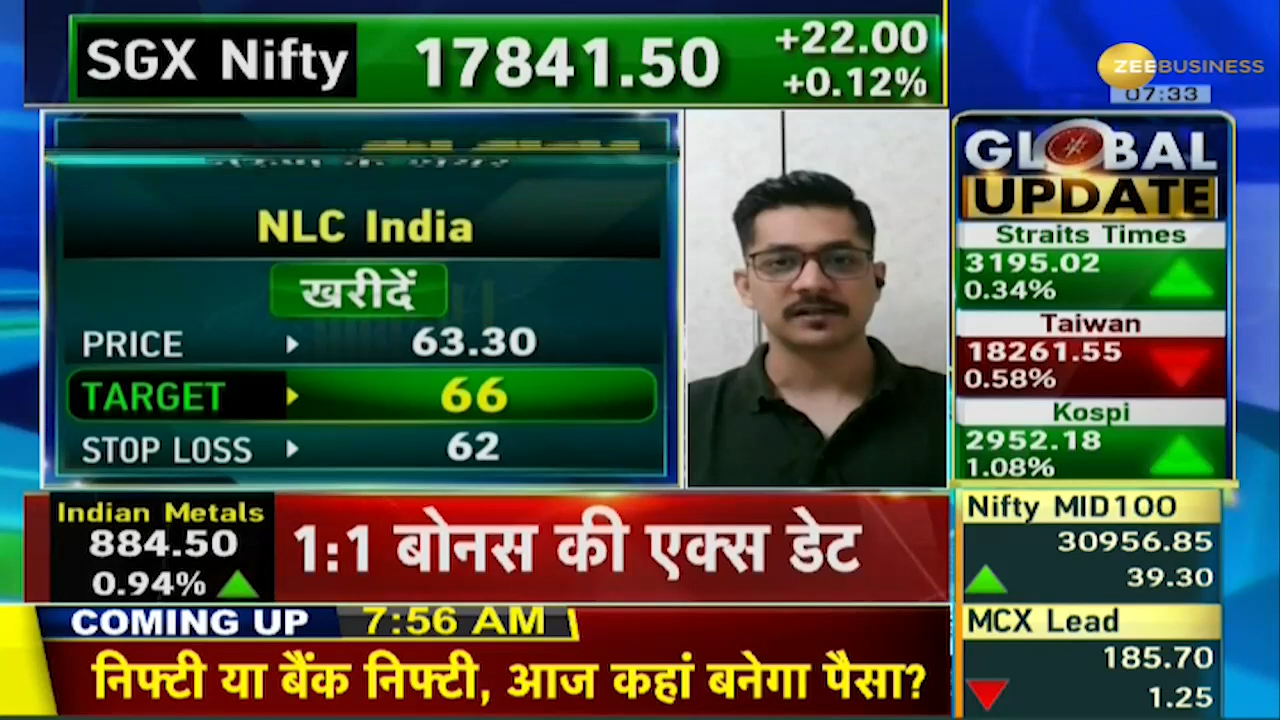 SGX Nifty
17841.50
+22.00
+0.12%
ZEEBUSINESS
07:33
NLC India
खरीदें
PRICE
63.30
TARGET
66
STOP LOSS
62
GLOBAL
UPDATE
Straits Times
3195.02
0.34%
Taiwan
18261.55
0.58%
Kospi
2952.18
1.08%
Indian Metals
884.50
0.94%
1:1 बोनस की एक्स डेट
Nifty MID100
30956.85
39.30
MCX Lead
185.70
1.25
COMING UP 7:56 AM
निफ्टी या बैंक निफ्टी, आज कहां बनेगा पैसा?